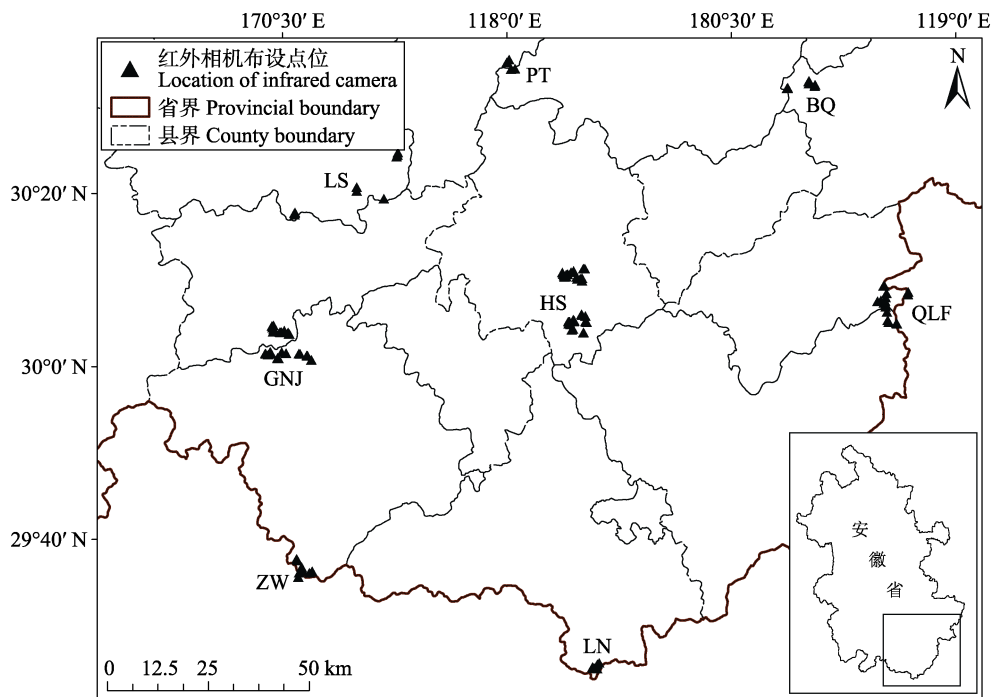 170°30′ E
118°0′ E
180°30′ E
119°0′ E
红外相机布设点位
Location of infrared camera
省界 Provincial boundary
县界 County boundary
N
PT
BQ
LS
30°20′ N
HS
QLF
30°0′ N
GNJ
29°40′ N
ZW
LN
安
徽
省
0 12.5 25 50 km